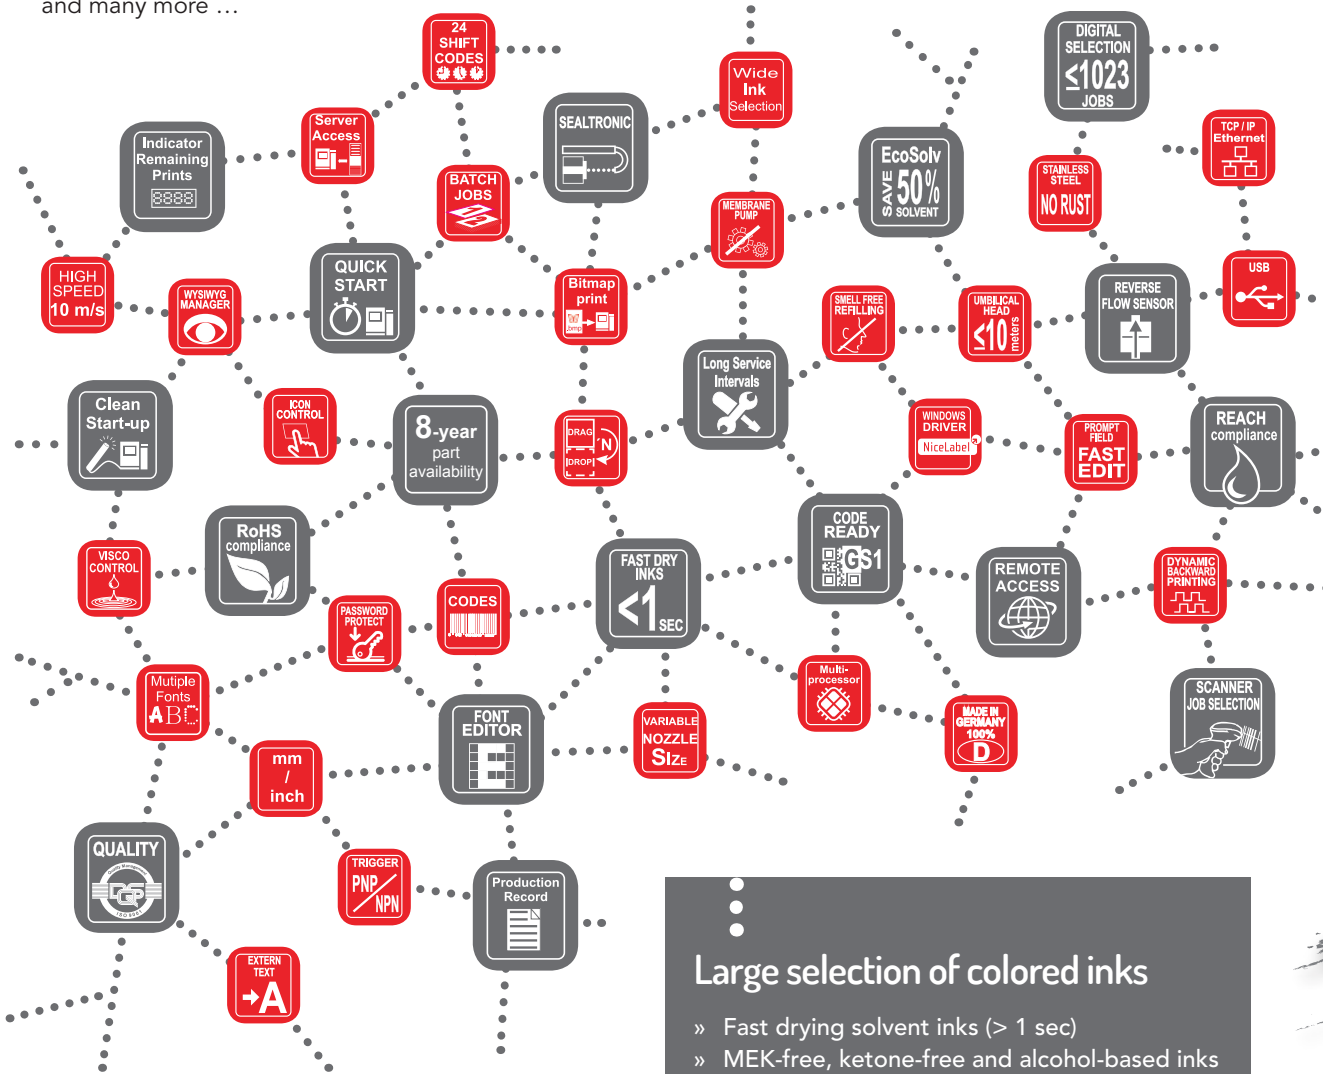 and many more …
24
SHIFT
CODES
DIGITAL
SELECTION
≤1023
JOBS
Wide
Ink
Selection
Server
Access
SEALTRONIC
TCP / IP
Ethernet
Indicator
Remaining
Prints
8888
EcoSolv
SAVE 50%
SOLVENT
BATCH
JOBS
STAINLESS
STEEL
NO RUST
MEMBRANE
PUMP
HIGH
SPEED
10 m/s
QUICK
START
USB
WYSIWYG
MANAGER
Bitmap
print
.bmp
SMELL FREE
REFILLING
UMBILICAL
HEAD
≤10 meters
REVERSE
FLOW SENSOR
Long Service
Intervals
Clean
Start-up
ICON
CONTROL
8-year
part
availability
DRAG
'N
DROP
WINDOWS
DRIVER
NiceLabel
PROMPT
FIELD
FAST
EDIT
REACH
compliance
RoHS
compliance
CODE
READY
GS1
VISCO
CONTROL
FAST DRY
INKS
<1 SEC
REMOTE
ACCESS
DYNAMIC
BACKWARD
PRINTING
PASSWORD
PROTECT
CODES
Mutiple
Fonts
ABC
Multi-
processor
SCANNER
JOB SELECTION
FONT
EDITOR
E
VARIABLE
NOZZLE
SIZE
MADE IN
GERMANY
100%
D
mm
/
inch
QUALITY
Quality Management
DQS
ISO 9001
TRIGGER
PNP/NPN
Production
Record
EXTERN
TEXT
→A
Large selection of colored inks
» Fast drying solvent inks (> 1 sec)
» MEK-free, ketone-free and alcohol-based inks